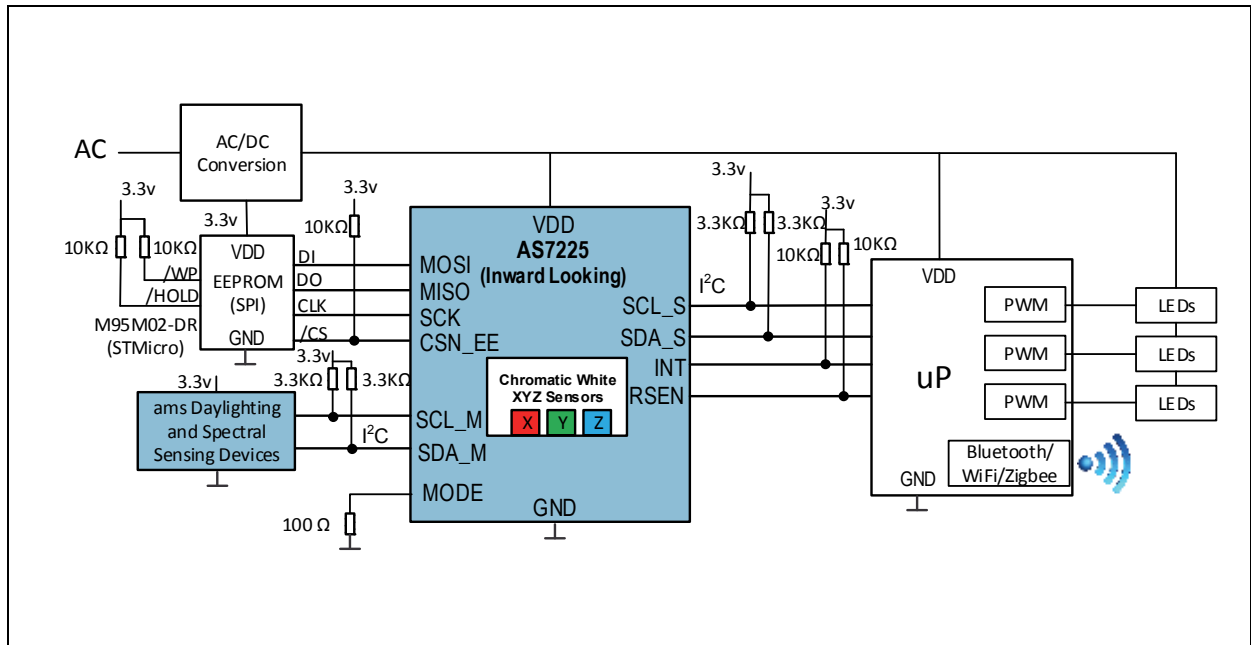 AC
AC/DC
Conversion
3.3v
10KΩ
10KΩ
3.3v
VDD
EEPROM
(SPI)
GND
/WP
/HOLD
M95M02-DR
(STMicro)
DI
DO
CLK
/CS
3.3v
10KΩ
3.3v
3.3KΩ
3.3KΩ
3.3v
ams Daylighting
and Spectral
Sensing Devices
I²C
100 Ω
VDD
AS7225
(Inward Looking)
MOSI
MISO
SCK
CSN_EE
SCL_M
SDA_M
MODE
GND
Chromatic White
XYZ Sensors
X Y Z
SCL_S
SDA_S
INT
RSEN
I²C
3.3v
3.3KΩ
3.3KΩ
3.3v
10KΩ
10KΩ
VDD
uP
PWM
PWM
PWM
Bluetooth/
WiFi/Zigbee
GND
LEDs
LEDs
LEDs